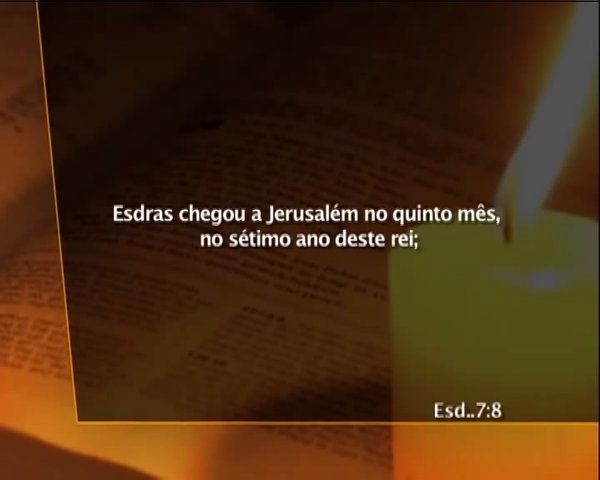 Esdras chegou a Jerusalém no quinto mês,
no sétimo ano deste rei;
Esd..7:8